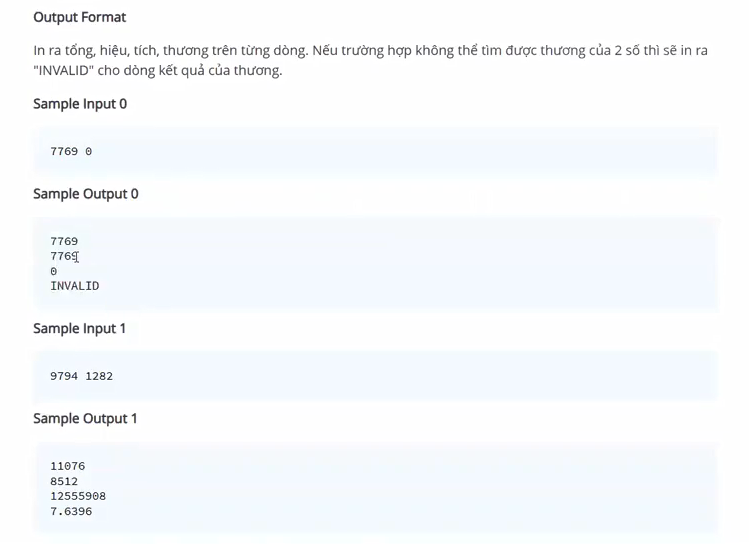 Output Format
In ra tổng, hiệu, tích, thương trên từng dòng. Nếu trường hợp không thể tìm được thương của 2 số thì sẽ in ra
"INVALID" cho dòng kết quả của thương.
Sample Input 0
7769 0
Sample Output 0
7769
7769
0
INVALID
Sample Input 1
9794 1282
Sample Output 1
11076
8512
12555908
7.6396